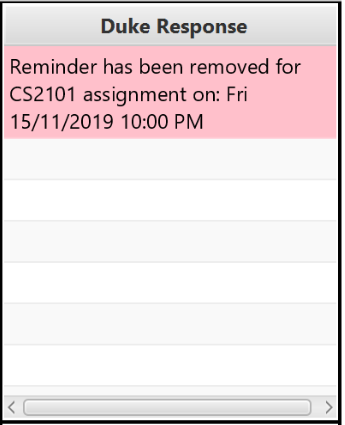 Duke Response
Reminder has been removed for
CS2101 assignment on: Fri
15/11/2019 10:00 PM